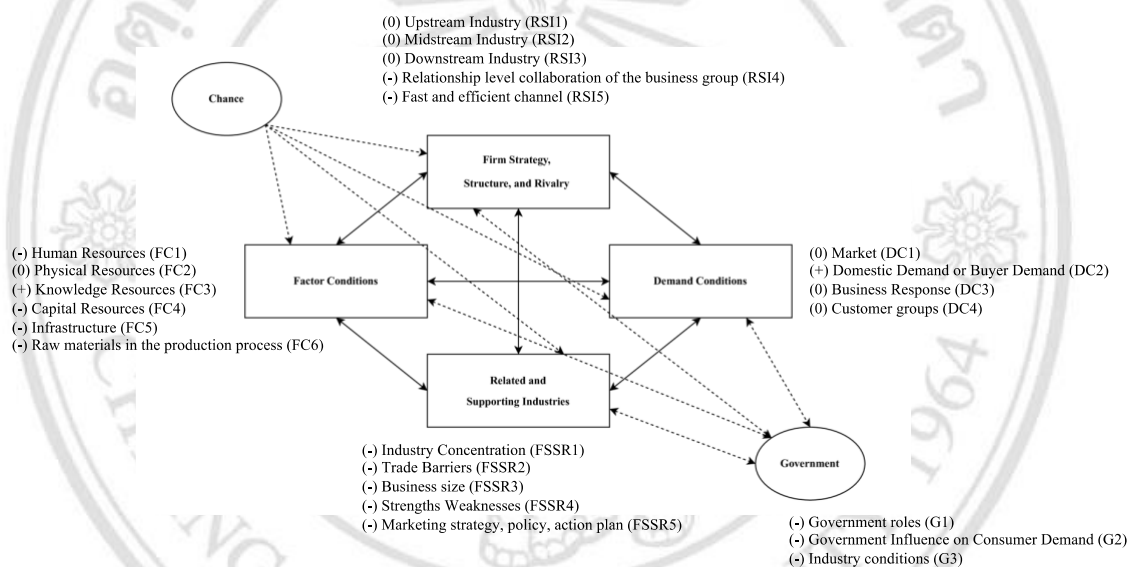 (0) Upstream Industry (RSI1)
(0) Midstream Industry (RSI2)
(0) Downstream Industry (RSI3)
(-) Relationship level collaboration of the business group (RSI4)
(-) Fast and efficient channel (RSI5)
Chance
Firm Strategy,
Structure, and Rivalry
(-) Human Resources (FC1)
(0) Physical Resources (FC2)
(+) Knowledge Resources (FC3)
(-) Capital Resources (FC4)
(-) Infrastructure (FC5)
(-) Raw materials in the production process (FC6)
Factor Conditions
Demand Conditions
(0) Market (DC1)
(+) Domestic Demand or Buyer Demand (DC2)
(0) Business Response (DC3)
(0) Customer groups (DC4)
Related and
Supporting Industries
(-) Industry Concentration (FSSR1)
(-) Trade Barriers (FSSR2)
(-) Business size (FSSR3)
(-) Strengths Weaknesses (FSSR4)
(-) Marketing strategy, policy, action plan (FSSR5)
Government
(-) Government roles (G1)
(-) Government Influence on Consumer Demand (G2)
(-) Industry conditions (G3)
1964